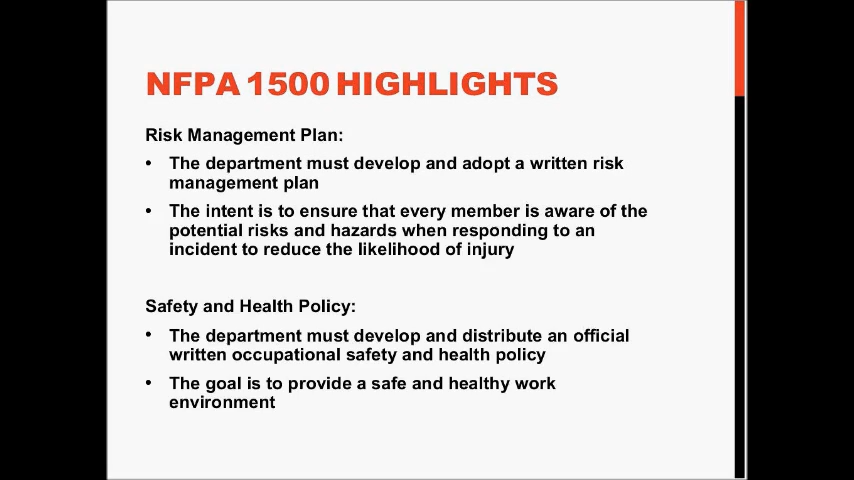 NFPA 1500 HIGHLIGHTS
Risk Management Plan:
• The department must develop and adopt a written risk
management plan
• The intent is to ensure that every member is aware of the
potential risks and hazards when responding to an
incident to reduce the likelihood of injury
Safety and Health Policy:
• The department must develop and distribute an official
written occupational safety and health policy
• The goal is to provide a safe and healthy work
environment